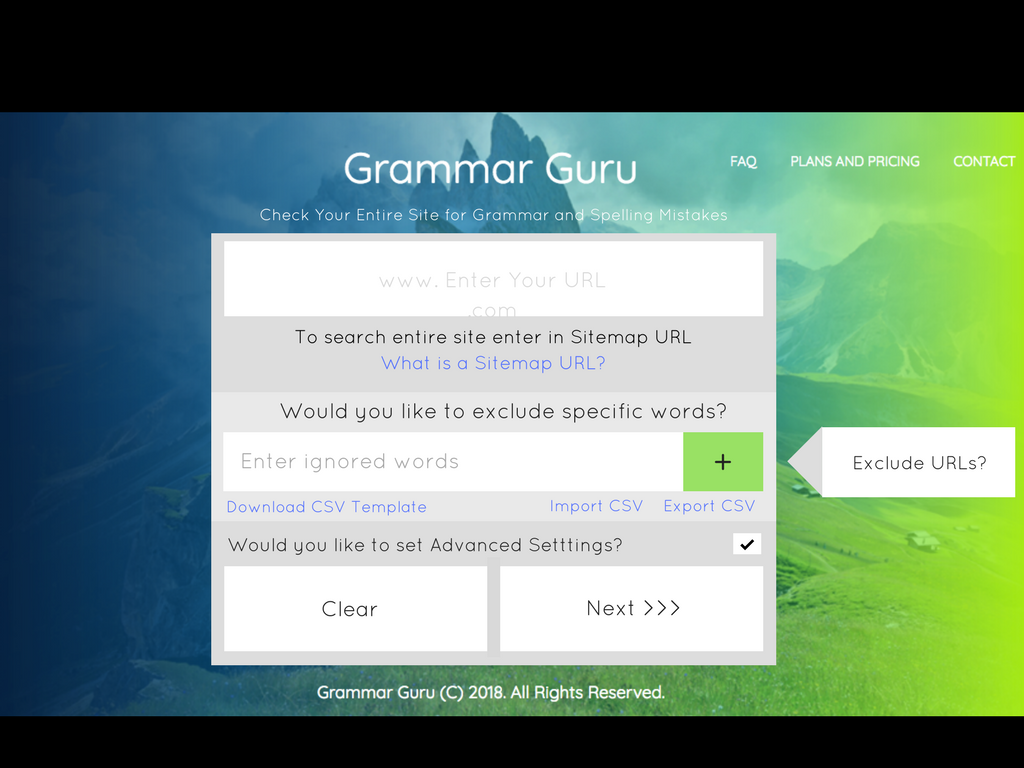 Grammar Guru
FAQ
PLANS AND PRICING
CONTACT
Check Your Entire Site for Grammar and Spelling Mistakes
www. Enter Your URL
.com
To search entire site enter in Sitemap URL
What is a Sitemap URL?
Would you like to exclude specific words?
Enter ignored words
+
Exclude URLs?
Download CSV Template
Import CSV
Export CSV
Would you like to set Advanced Setttings?
Clear
Next >>>
Grammar Guru (C) 2018. All Rights Reserved.